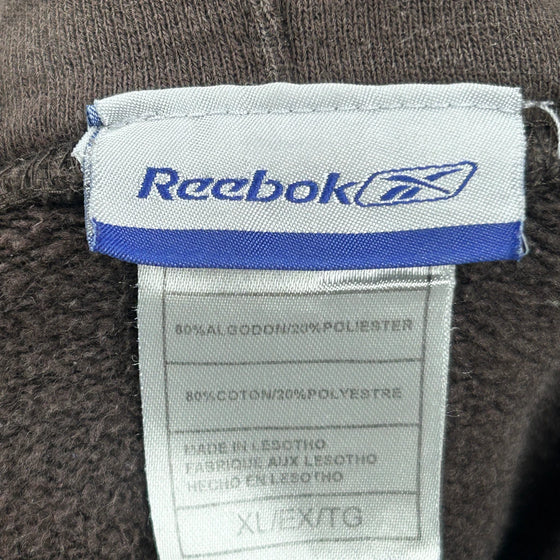 Reebok
80%ALGODON/20%POLIESTER
80%COTON/20%POLYESTRE
MADE IN LESOTHO
FABRIQUE AUX LESOTHO
HECHO EN LESOTHO
XL/EX/TG